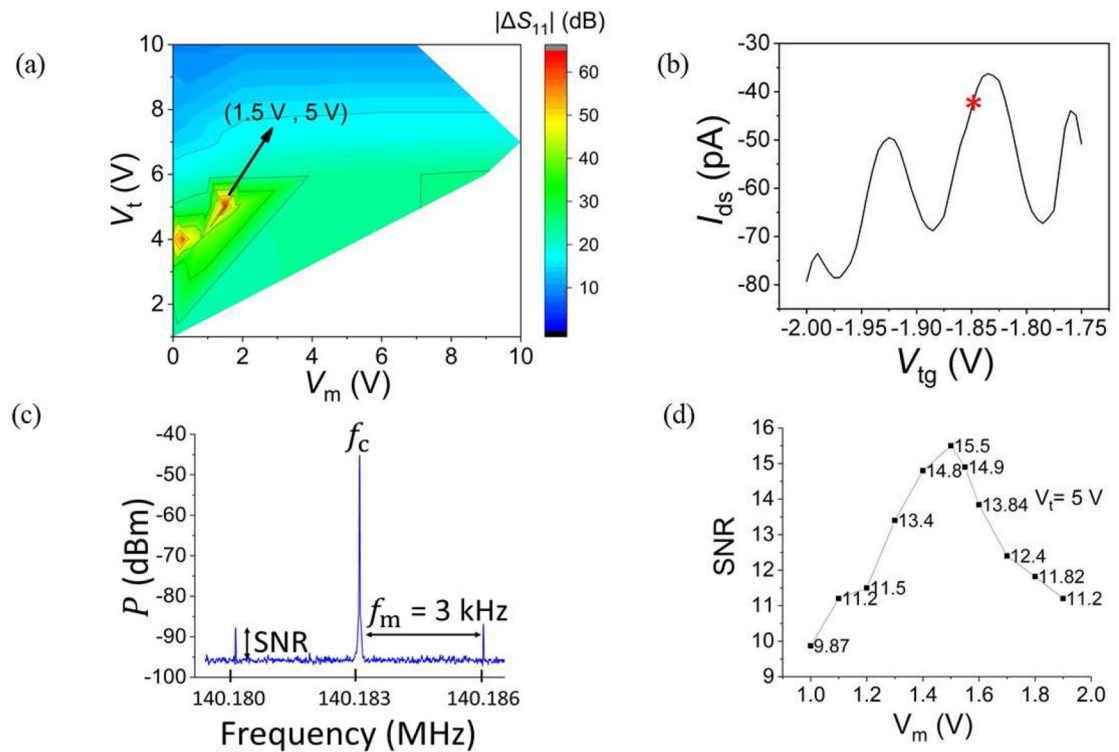 (a)
|ΔS11| (dB)
10
8
6
4
2
Vt (V)
(1.5 V , 5 V)
0 2 4 6 8 10
Vm (V)
60
50
40
30
20
10
(b)
-30
-40
-50
-60
-70
-80
Ids (pA)
*
-2.00 -1.95 -1.90 -1.85 -1.80 -1.75
Vtg (V)
(c)
-40
-50
-60
-70
-80
-90
-100
P (dBm)
fc
fm = 3 kHz
SNR
140.180 140.183 140.186
Frequency (MHz)
(d)
16
15
14
13
12
11
10
9
SNR
15.5
14.8
14.9
13.84
Vt= 5 V
13.4
12.4
11.5
11.82
11.2
11.2
9.87
1.0 1.2 1.4 1.6 1.8 2.0
Vm (V)